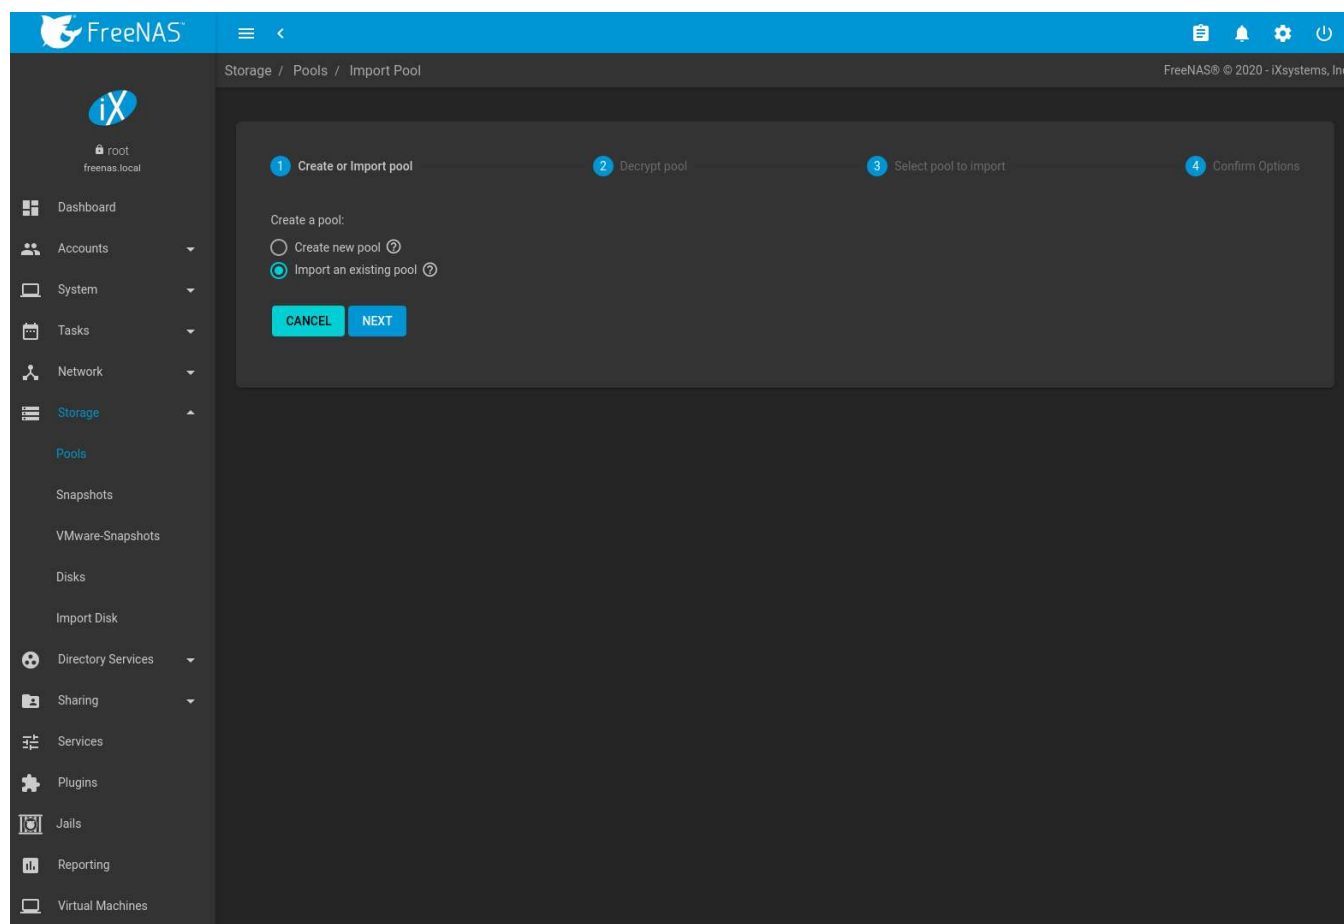 FreeNAS™
Storage / Pools / Import Pool
FreeNAS® © 2020 - iXsystems, Inc
iX
root
freenas.local
Dashboard
Accounts
System
Tasks
Network
Storage
Pools
Snapshots
VMware-Snapshots
Disks
Import Disk
Directory Services
Sharing
Services
Plugins
Jails
Reporting
Virtual Machines
1 Create or Import pool
2 Decrypt pool
3 Select pool to import
4 Confirm Options
Create a pool:
Create new pool
Import an existing pool
CANCEL NEXT